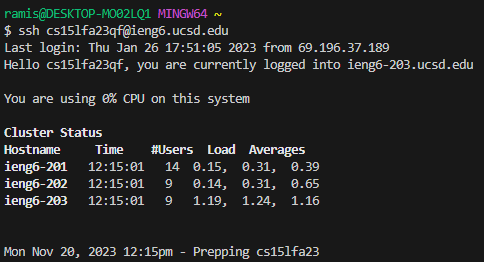 ramis@DESKTOP-MO02LQ1 MINGW64 ~
$ ssh cs15lfa23qf@ieng6.ucsd.edu
Last login: Thu Jan 26 17:51:05 2023 from 69.196.37.189
Hello cs15lfa23qf, you are currently logged into ieng6-203.ucsd.edu
You are using 0% CPU on this system
Cluster Status
Hostname Time #Users Load Averages
ieng6-201 12:15:01 14 0.15, 0.31, 0.39
ieng6-202 12:15:01 9 0.14, 0.31, 0.65
ieng6-203 12:15:01 9 1.19, 1.24, 1.16
Mon Nov 20, 2023 12:15pm - Prepping cs15lfa23